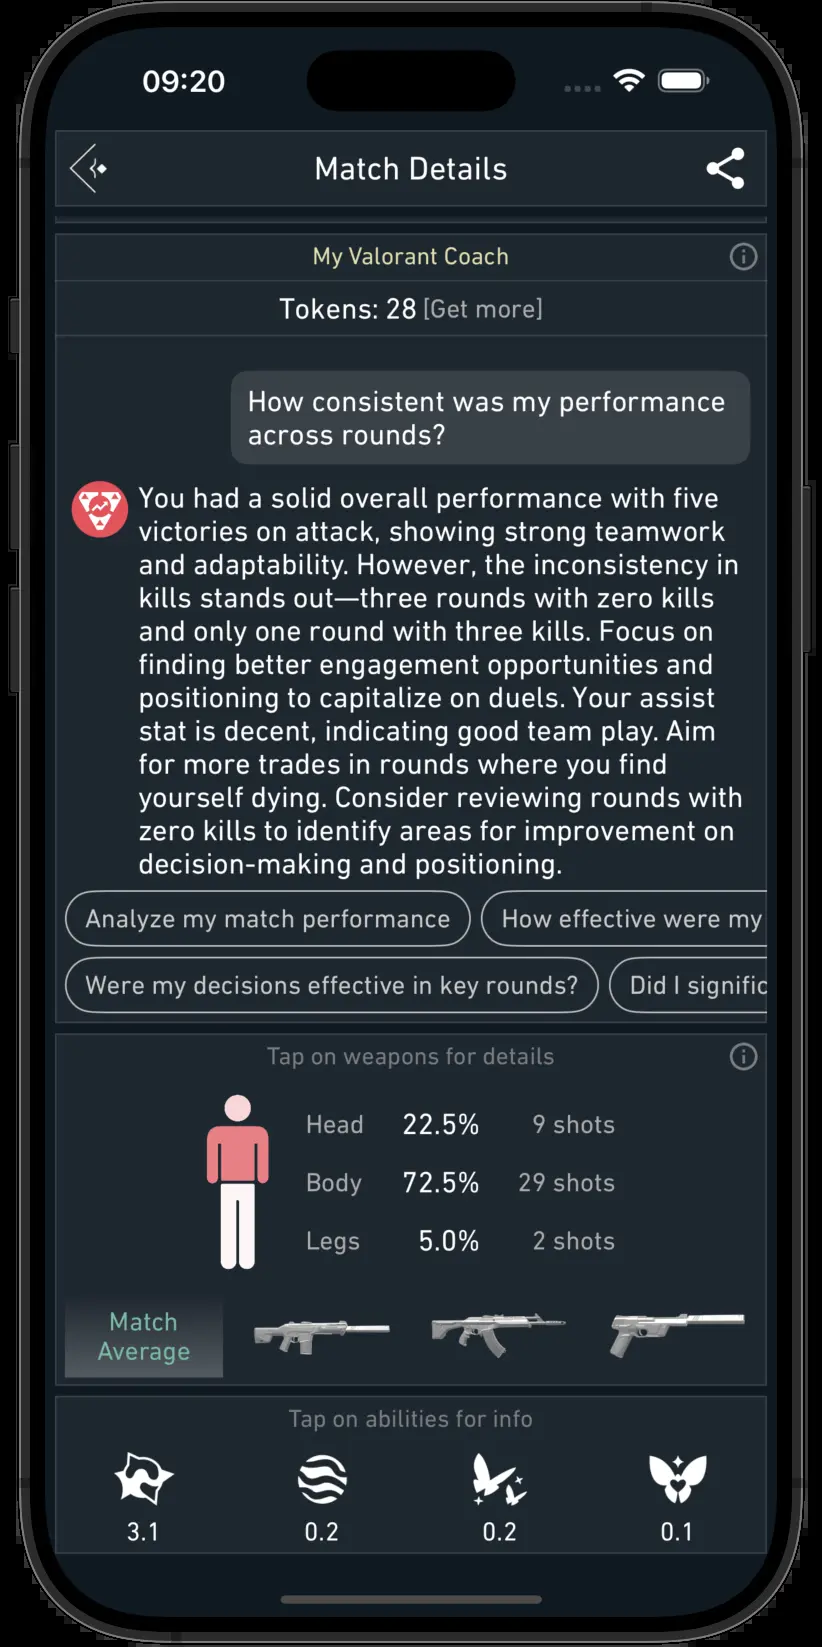 09:20
Match Details
My Valorant Coach
Tokens: 28 [Get more]
How consistent was my performance
across rounds?
You had a solid overall performance with five
victories on attack, showing strong teamwork
and adaptability. However, the inconsistency in
kills stands out—three rounds with zero kills
and only one round with three kills. Focus on
finding better engagement opportunities and
positioning to capitalize on duels. Your assist
stat is decent, indicating good team play. Aim
for more trades in rounds where you find
yourself dying. Consider reviewing rounds with
zero kills to identify areas for improvement on
decision-making and positioning.
Analyze my match performance How effective were my
Were my decisions effective in key rounds? Did I signific
Tap on weapons for details
Head 22.5% 9 shots
Body 72.5% 29 shots
Legs 5.0% 2 shots
Match
Average
Tap on abilities for info
3.1 0.2 0.2 0.1